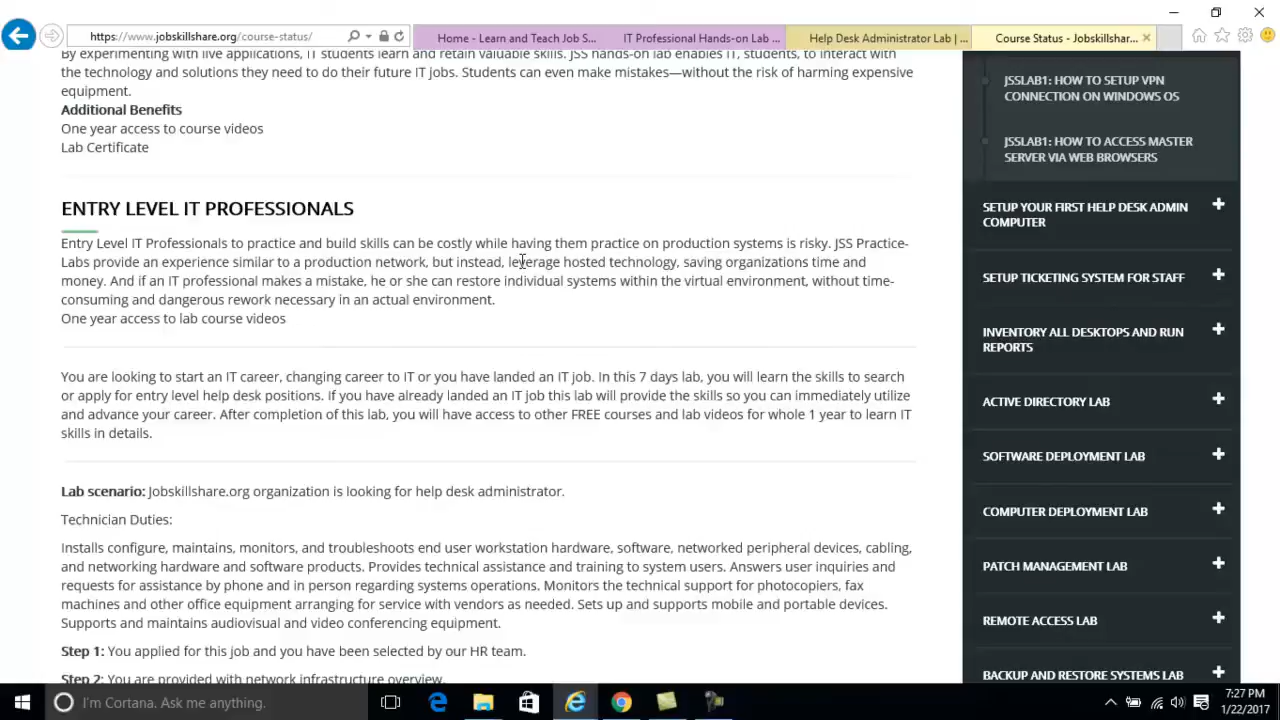 https://www.jobskillshare.org/course-status/
Home - Learn and Teach Job S...
IT Professional Hands-on Lab ...
Help Desk Administrator Lab | ...
Course Status - Jobskillshar...
By experimenting with live applications, IT students learn and retain valuable skills. JSS hands-on lab enables IT, students, to interact with
the technology and solutions they need to do their future IT jobs. Students can even make mistakes—without the risk of harming expensive
equipment.
Additional Benefits
One year access to course videos
Lab Certificate
ENTRY LEVEL IT PROFESSIONALS
Entry Level IT Professionals to practice and build skills can be costly while having them practice on production systems is risky. JSS Practice-
Labs provide an experience similar to a production network, but instead, leverage hosted technology, saving organizations time and
money. And if an IT professional makes a mistake, he or she can restore individual systems within the virtual environment, without time-
consuming and dangerous rework necessary in an actual environment.
One year access to lab course videos
You are looking to start an IT career, changing career to IT or you have landed an IT job. In this 7 days lab, you will learn the skills to search
or apply for entry level help desk positions. If you have already landed an IT job this lab will provide the skills so you can immediately utilize
and advance your career. After completion of this lab, you will have access to other FREE courses and lab videos for whole 1 year to learn IT
skills in details.
Lab scenario: Jobskillshare.org organization is looking for help desk administrator.
Technician Duties:
Installs configure, maintains, monitors, and troubleshoots end user workstation hardware, software, networked peripheral devices, cabling,
and networking hardware and software products. Provides technical assistance and training to system users. Answers user inquiries and
requests for assistance by phone and in person regarding systems operations. Monitors the technical support for photocopiers, fax
machines and other office equipment arranging for service with vendors as needed. Sets up and supports mobile and portable devices.
Supports and maintains audiovisual and video conferencing equipment.
Step 1: You applied for this job and you have been selected by our HR team.
Step 2: You are provided with network infrastructure overview.
JSSLAB1: HOW TO SETUP VPN
CONNECTION ON WINDOWS OS
JSSLAB1: HOW TO ACCESS MASTER
SERVER VIA WEB BROWSERS
SETUP YOUR FIRST HELP DESK ADMIN
COMPUTER
SETUP TICKETING SYSTEM FOR STAFF
INVENTORY ALL DESKTOPS AND RUN
REPORTS
ACTIVE DIRECTORY LAB
SOFTWARE DEPLOYMENT LAB
COMPUTER DEPLOYMENT LAB
PATCH MANAGEMENT LAB
REMOTE ACCESS LAB
BACKUP AND RESTORE SYSTEMS LAB
I'm Cortana. Ask me anything.
7:27 PM
1/22/2017